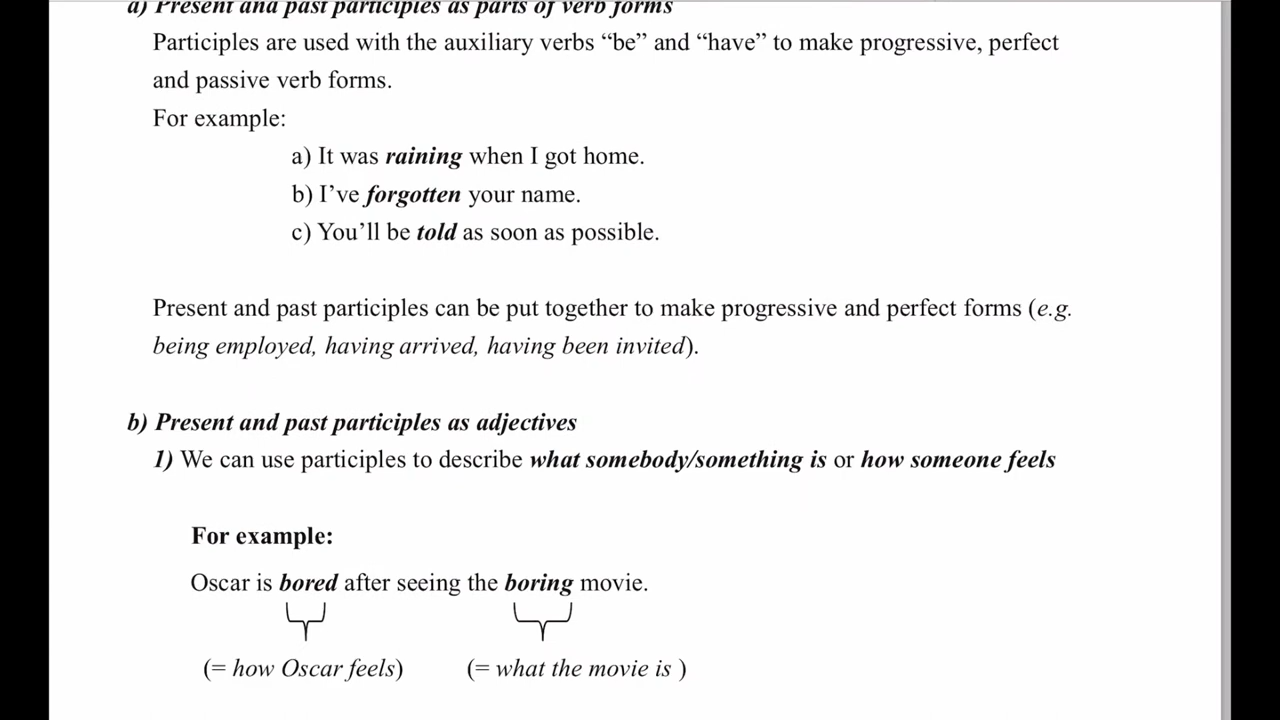 a) Present and past participles as parts of verb forms
Participles are used with the auxiliary verbs “be” and “have” to make progressive, perfect
and passive verb forms.
For example:
a) It was raining when I got home.
b) I’ve forgotten your name.
c) You’ll be told as soon as possible.
Present and past participles can be put together to make progressive and perfect forms (e.g.
being employed, having arrived, having been invited).
b) Present and past participles as adjectives
1) We can use participles to describe what somebody/something is or how someone feels
For example:
Oscar is bored after seeing the boring movie.
(= how Oscar feels) (= what the movie is )